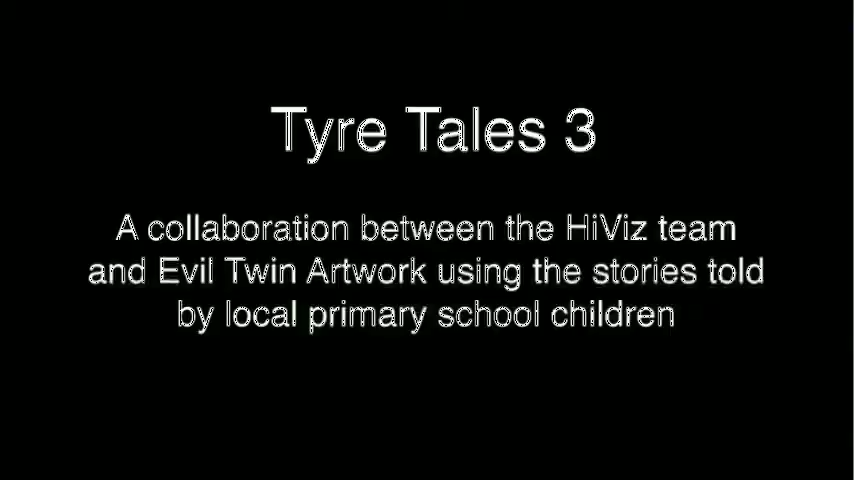 Tyre Tales 3
A collaboration between the HiViz team
and Evil Twin Artwork using the stories told
by local primary school children